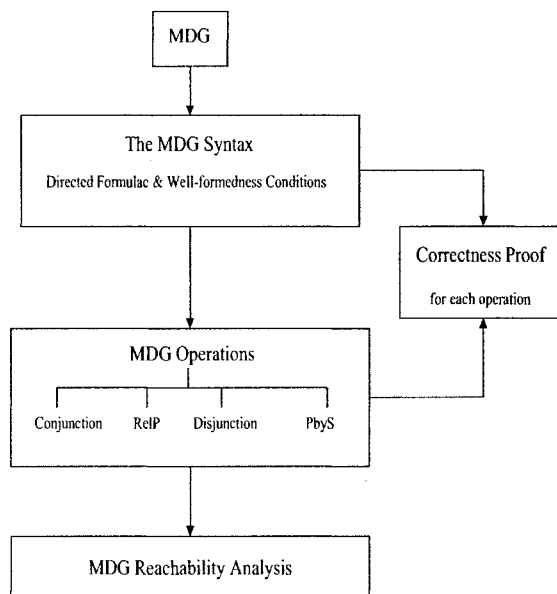 MDG
The MDG Syntax
Directed Formulae & Well-formedness Conditions
Correctness Proof
for each operation
MDG Operations
Conjunction RelP Disjunction PbyS
MDG Reachability Analysis